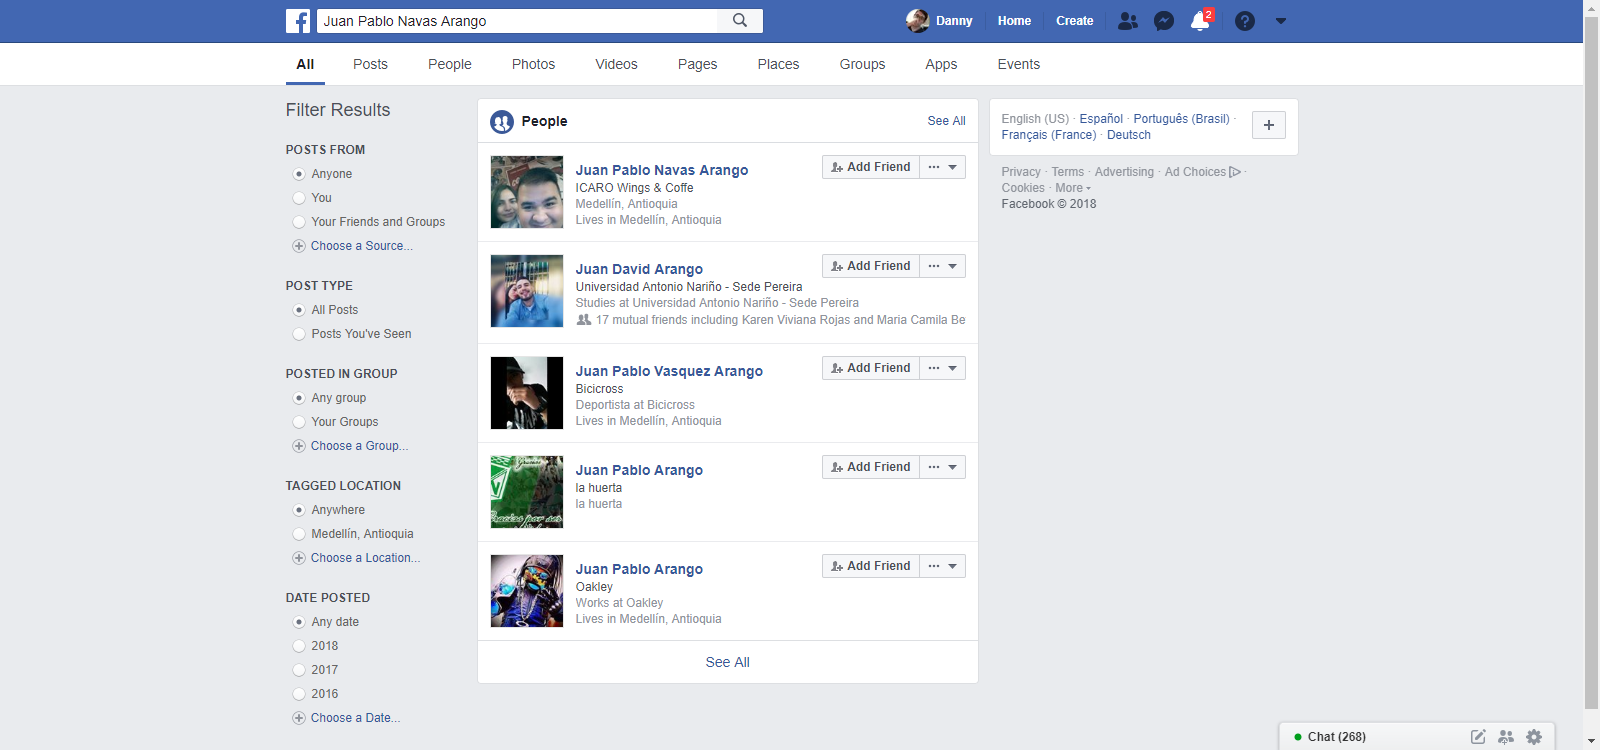 Juan Pablo Navas Arango
Danny Home Create 2
All Posts People Photos Videos Pages Places Groups Apps Events
Filter Results
POSTS FROM
Anyone
You
Your Friends and Groups
Choose a Source...
POST TYPE
All Posts
Posts You've Seen
POSTED IN GROUP
Any group
Your Groups
Choose a Group...
TAGGED LOCATION
Anywhere
Medellín, Antioquia
Choose a Location...
DATE POSTED
Any date
2018
2017
2016
Choose a Date...
People See All
Juan Pablo Navas Arango Add Friend
ICARO Wings & Coffe
Medellín, Antioquia
Lives in Medellín, Antioquia
Juan David Arango Add Friend
Universidad Antonio Nariño - Sede Pereira
Studies at Universidad Antonio Nariño - Sede Pereira
17 mutual friends including Karen Viviana Rojas and Maria Camila Be
Juan Pablo Vasquez Arango Add Friend
Bicicross
Deportista at Bicicross
Lives in Medellín, Antioquia
Juan Pablo Arango Add Friend
la huerta
la huerta
Gracias por ser
Juan Pablo Arango Add Friend
Oakley
Works at Oakley
Lives in Medellín, Antioquia
See All
English (US) · Español · Português (Brasil) ·
Français (France) · Deutsch
Privacy · Terms · Advertising · Ad Choices ·
Cookies · More
Facebook © 2018
Chat (268)